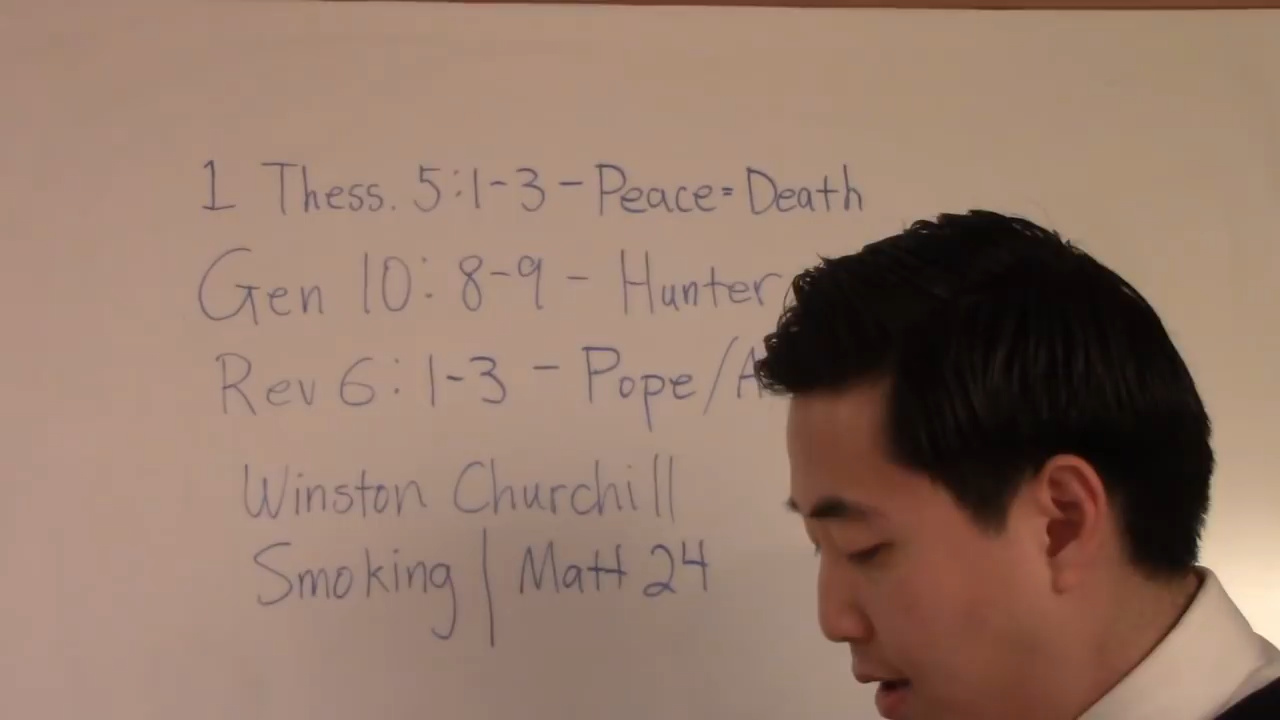 1 Thess. 5:1-3 - Peace=Death
Gen 10:8-9 - Hunter
Rev 6:1-3 - Pope/A
Winston Churchill
Smoking | Matt 24